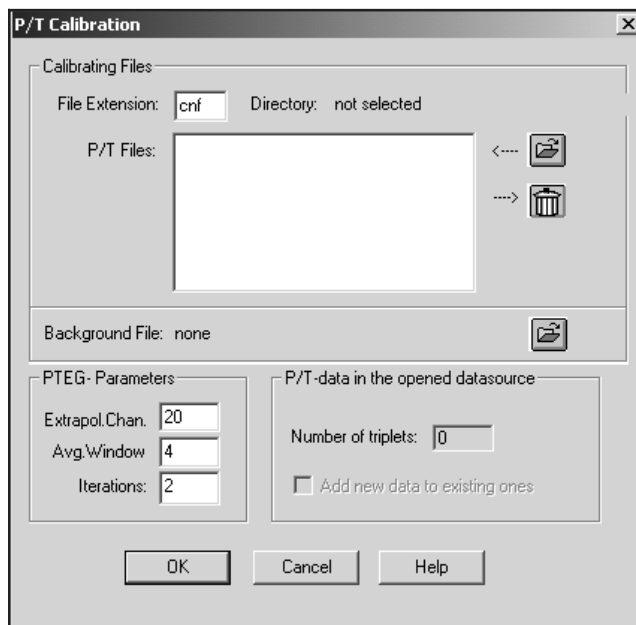 P/T Calibration
Calibrating Files
File Extension: cnf Directory: not selected
P/T Files:
<----
---->
Background File: none
PTEG- Parameters
Extrapol.Chan. 20
Avg.Window 4
Iterations: 2
P/T-data in the opened datasource
Number of triplets: 0
Add new data to existing ones
OK Cancel Help